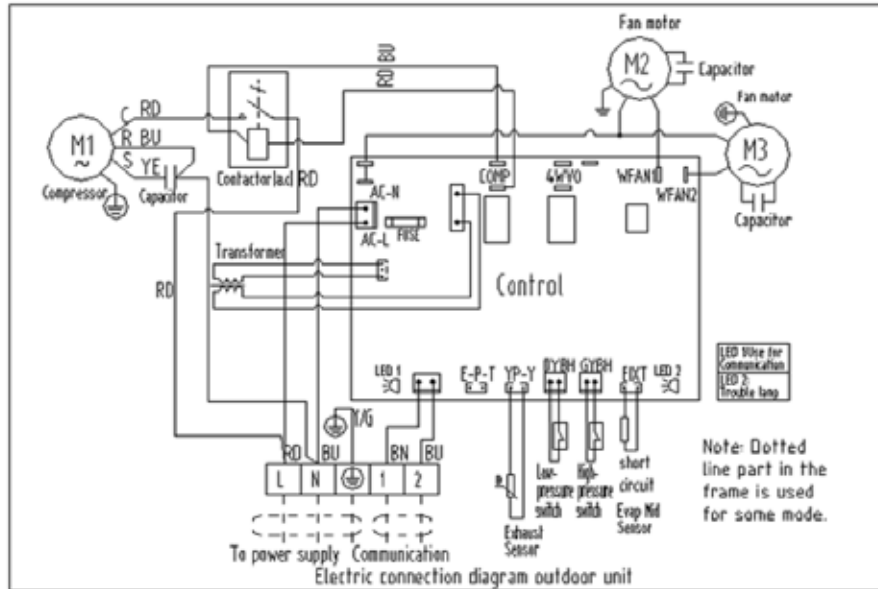 Fan motor
M2
Capacitor
Fan motor
M3
Capacitor
BU
RD
C RD
R BU
S YE
M1
Compressor
Capacitor
Contactor(a.c)
RD
AC-N
AC-L
FUSE
COMP
4WVO
WFAN1
WFAN2
Transformer
RD
Control
LED 1
E-P-T
YP-Y
DYBH
GYBH
EIXT
LED 2
LED 1:Use for
Communication
LED 2:
Trouble lamp
Y/G
RD
BU
BN
BU
L
N
1
2
Low-
pressure
switch
High-
pressure
switch
short
circuit
Evap Mid
Sensor
Exhaust
Sensor
Note: Dotted
line part in the
frame is used
for some mode.
To power supply
Communication
Electric connection diagram outdoor unit